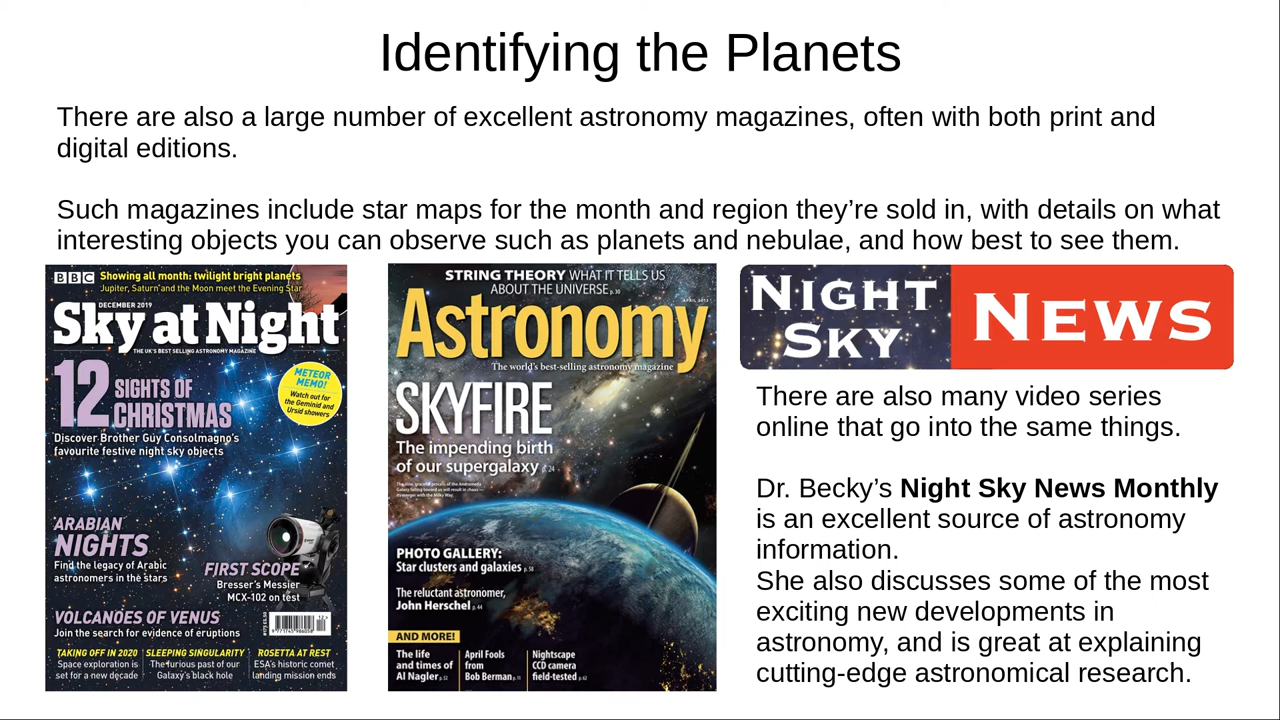 Identifying the Planets
There are also a large number of excellent astronomy magazines, often with both print and
digital editions.
Such magazines include star maps for the month and region they’re sold in, with details on what
interesting objects you can observe such as planets and nebulae, and how best to see them.
BBC
Showing all month: twilight bright planets
Jupiter, Saturn and the Moon meet the Evening Star
DECEMBER 2019
Sky at Night
THE UK'S BEST SELLING ASTRONOMY MAGAZINE
12 SIGHTS OF
CHRISTMAS
Discover Brother Guy Consolmagno's
favourite festive night sky objects
METEOR
MEMO!
Watch out for
the Geminid and
Ursid showers
ARABIAN
NIGHTS
Find the legacy of Arabic
astronomers in the stars
FIRST SCOPE
Bresser's Messier
MCX-102 on test
VOLCANOES OF VENUS
Join the search for evidence of eruptions
TAKING OFF IN 2020
Space exploration is
set for a new decade
SLEEPING SINGULARITY
The furious past of our
Galaxy's black hole
ROSETTA AT REST
ESA's historic comet
landing mission ends
STRING THEORY WHAT IT TELLS US
ABOUT THE UNIVERSE p. 30
Astronomy
The world's best-selling astronomy magazine
SKYFIRE
The impending birth
of our supergalaxy p. 24
PHOTO GALLERY:
Star clusters and galaxies p. 58
The reluctant astronomer,
John Herschel p. 44
AND MORE!
The life
and times of
Al Nagler p. 52
April Fools
from
Bob Berman p. 11
Nightscape
CCD camera
field-tested p. 62
NIGHT
SKY
NEWS
There are also many video series
online that go into the same things.
Dr. Becky’s Night Sky News Monthly
is an excellent source of astronomy
information.
She also discusses some of the most
exciting new developments in
astronomy, and is great at explaining
cutting-edge astronomical research.